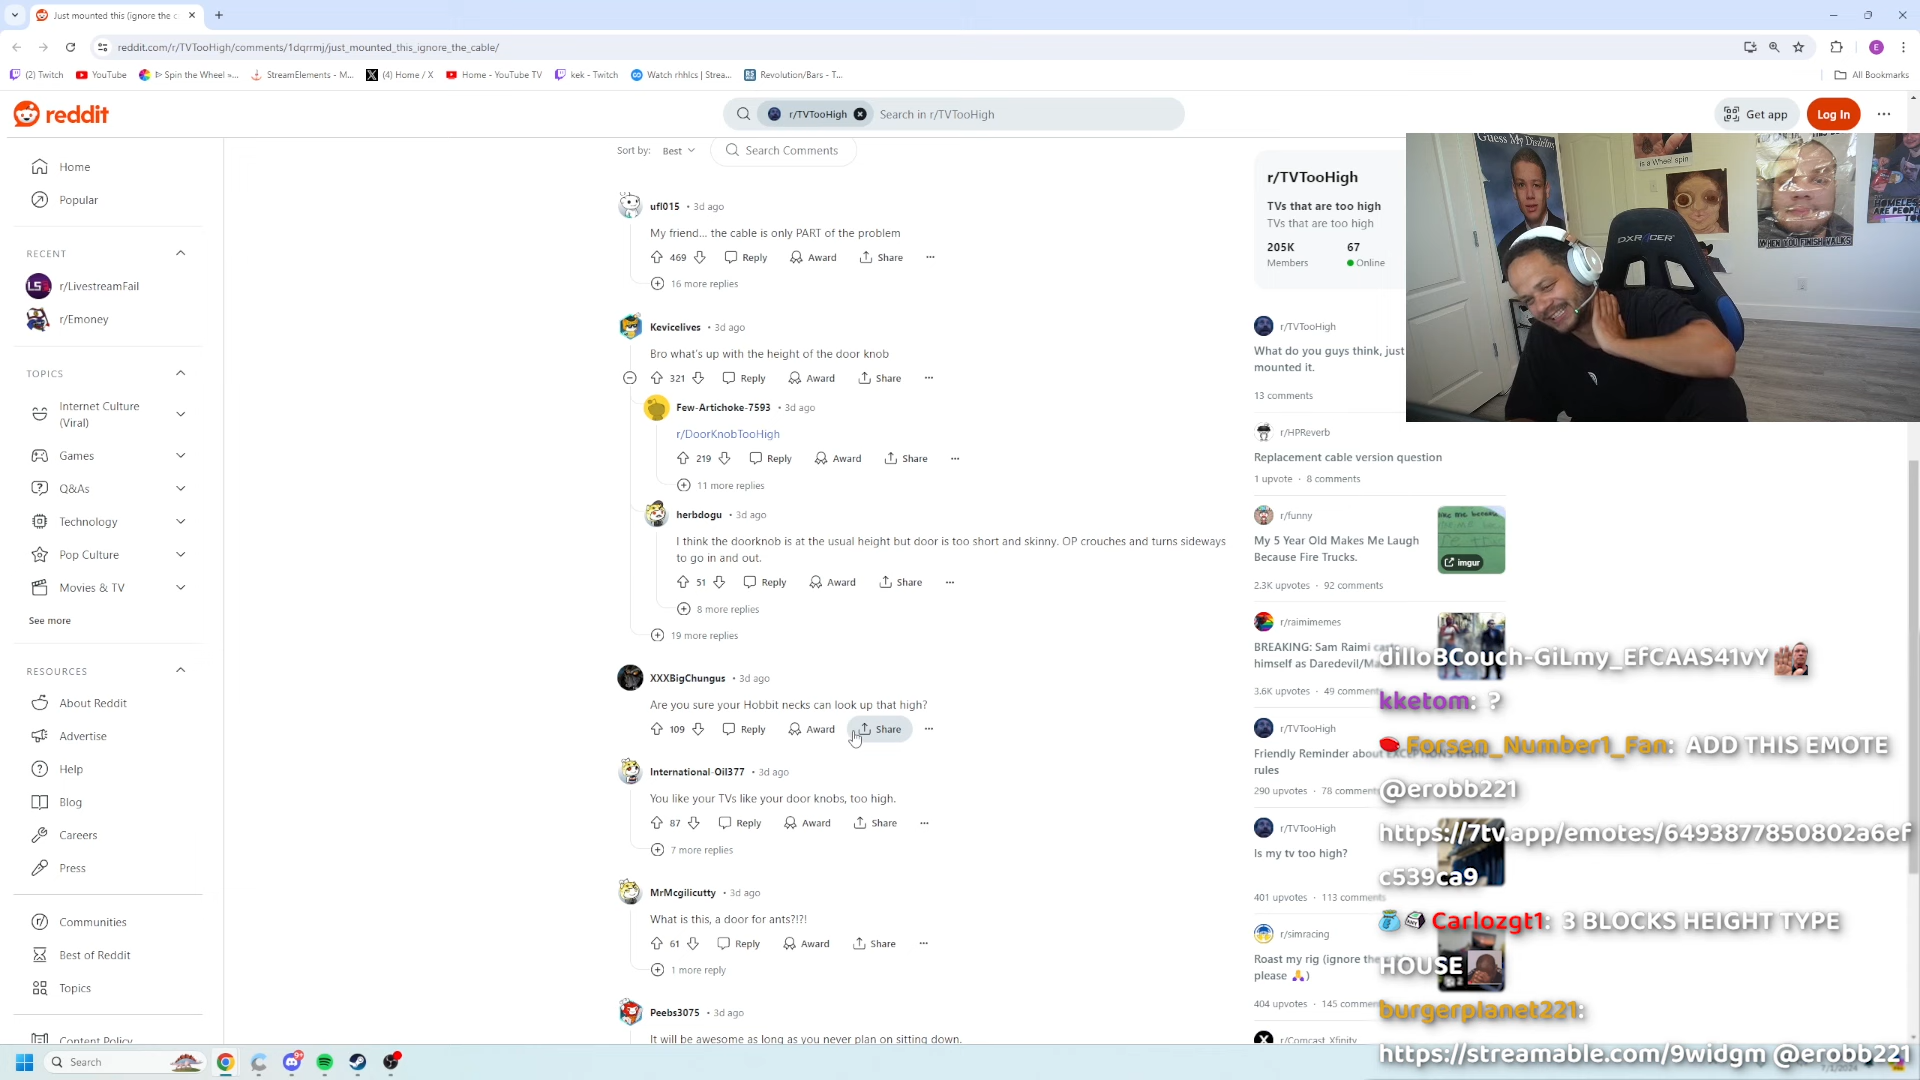 Just mounted this (ignore the c
reddit.com/r/TVTooHigh/comments/1dqrrmj/just_mounted_this_ignore_the_cable/
(2) Twitch
YouTube
Spin the Wheel »...
StreamElements - M...
(4) Home / X
Home - YouTube TV
kek - Twitch
Watch rhhlcs | Strea...
Revolution/Bars - T...
All Bookmarks
reddit
r/TVTooHigh
Search in r/TVTooHigh
Get app
Log In
Home
Popular
RECENT
r/LivestreamFail
r/Emoney
TOPICS
Internet Culture
(Viral)
Games
Q&As
Technology
Pop Culture
Movies & TV
See more
RESOURCES
About Reddit
Advertise
Help
Blog
Careers
Press
Communities
Best of Reddit
Topics
Content Policy
Sort by: Best
Search Comments
ufl015 • 3d ago
My friend... the cable is only PART of the problem
469 Reply Award Share
16 more replies
Kevicelives • 3d ago
Bro what's up with the height of the door knob
321 Reply Award Share
Few-Artichoke-7593 • 3d ago
r/DoorKnobTooHigh
219 Reply Award Share
11 more replies
herbdogu • 3d ago
I think the doorknob is at the usual height but door is too short and skinny. OP crouches and turns sideways
to go in and out.
51 Reply Award Share
8 more replies
19 more replies
XXXBigChungus • 3d ago
Are you sure your Hobbit necks can look up that high?
109 Reply Award Share
International-Oil377 • 3d ago
You like your TVs like your door knobs, too high.
87 Reply Award Share
7 more replies
MrMcgilicutty • 3d ago
What is this, a door for ants?!?!
61 Reply Award Share
1 more reply
Peebs3075 • 3d ago
It will be awesome as long as you never plan on sitting down.
r/TVTooHigh
TVs that are too high
TVs that are too high
205K 67
Members Online
r/TVTooHigh
What do you guys think, just
mounted it.
13 comments
r/HPReverb
Replacement cable version question
1 upvote · 8 comments
r/funny
My 5 Year Old Makes Me Laugh
Because Fire Trucks.
imgur
2.3K upvotes · 92 comments
r/raimimemes
BREAKING: Sam Raimi
himself as Daredevil/
3.6K upvotes · 49 comments
r/TVTooHigh
Friendly Reminder about
rules
290 upvotes · 78 comments
r/TVTooHigh
Is my tv too high?
401 upvotes · 113 comments
r/simracing
Roast my rig (ignore the
please)
404 upvotes · 145 comments
r/Comcast_Xfinity
Guess My
is a Wheel spin
DXRACER
WHEN YOU FINISH WALKS
HOMELESS
ARE PEOPLE
dilloBCouch-GiLmy_EfCAAS41vY
kketom: ?
Forsen_Number1_Fan: ADD THIS EMOTE
@erobb221
https://7tv.app/emotes/6493877850802a6ef
c539ca9
Carlozgt1: 3 BLOCKS HEIGHT TYPE
HOUSE
burgerplanet221:
https://streamable.com/9widgm @erobb221
Search
9+
7/1/2024